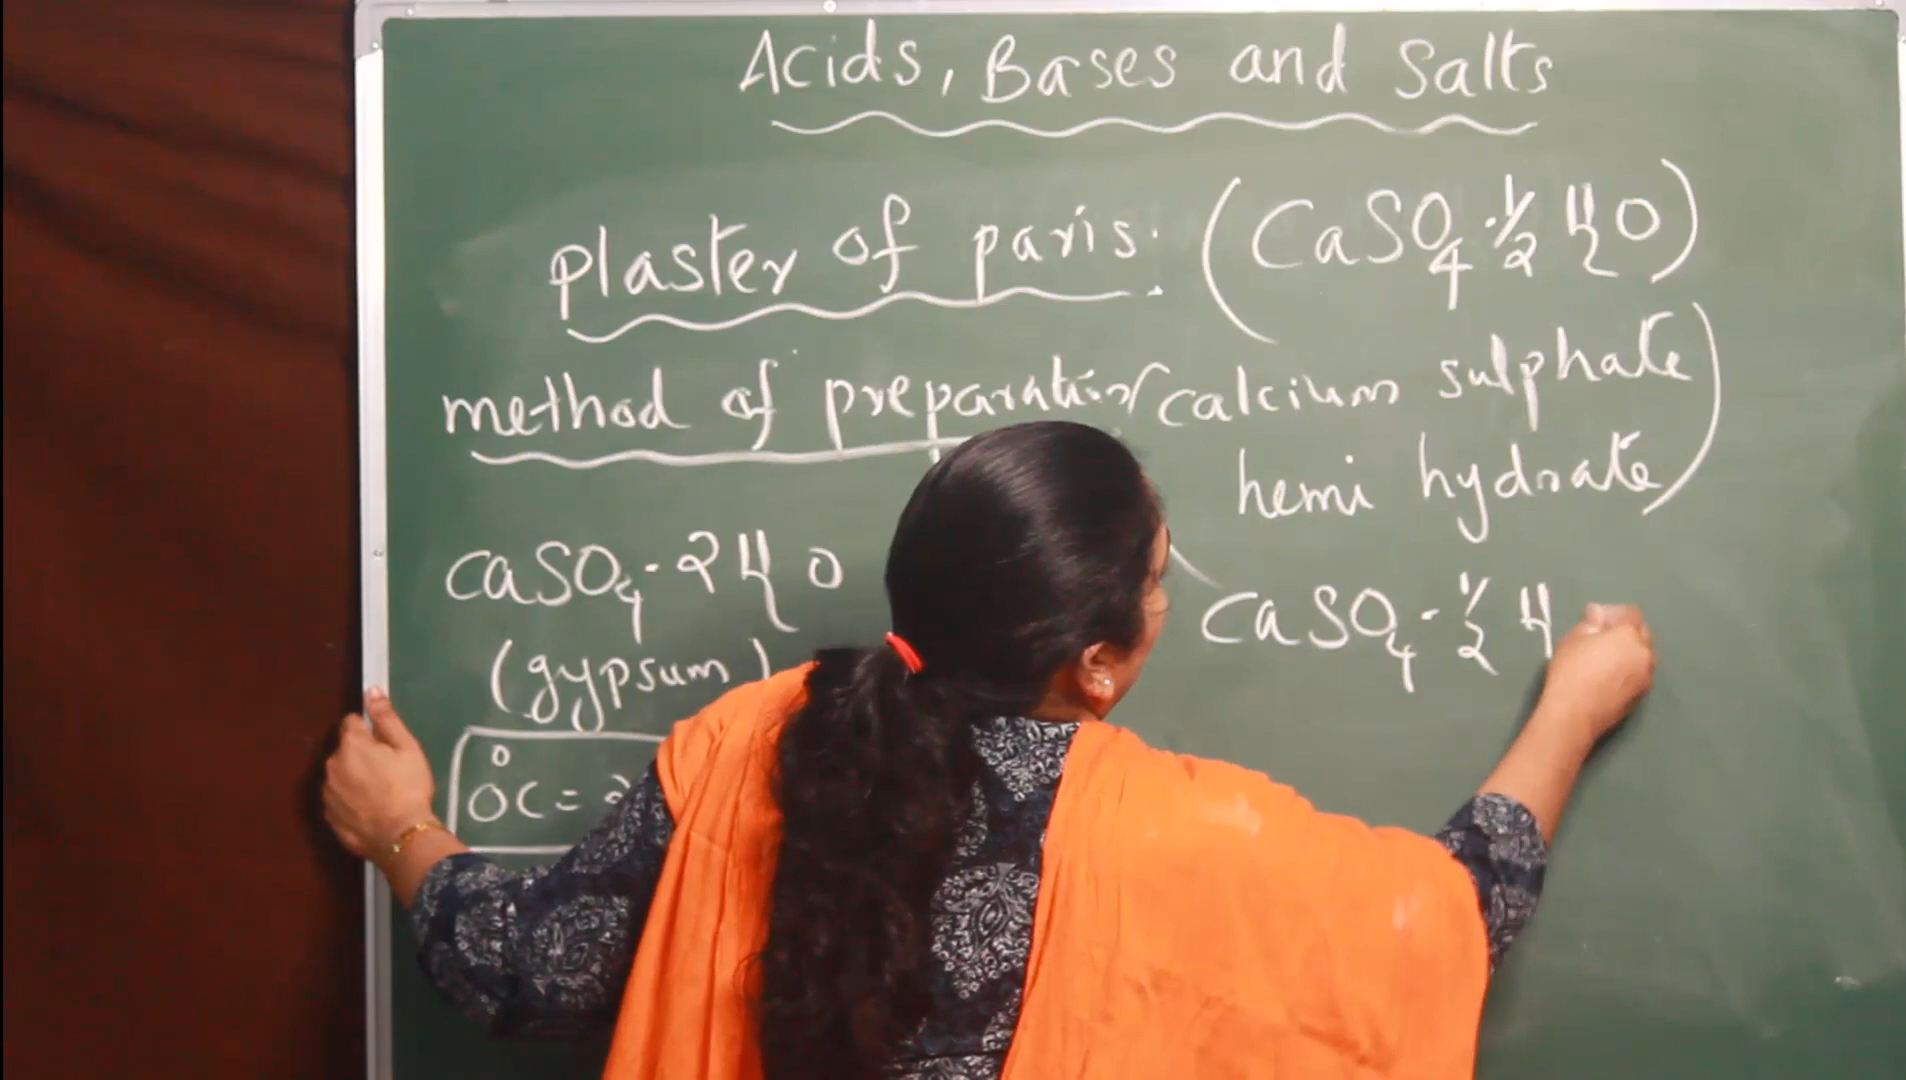 Acids, Bases and Salts
plaster of paris. (CaSO₄·½ H₂O)
method of preparation (calcium sulphate
hemi hydrate)
CaSO₄·2H₂O
CaSO₄·½ H
(gypsum)
°C = 2